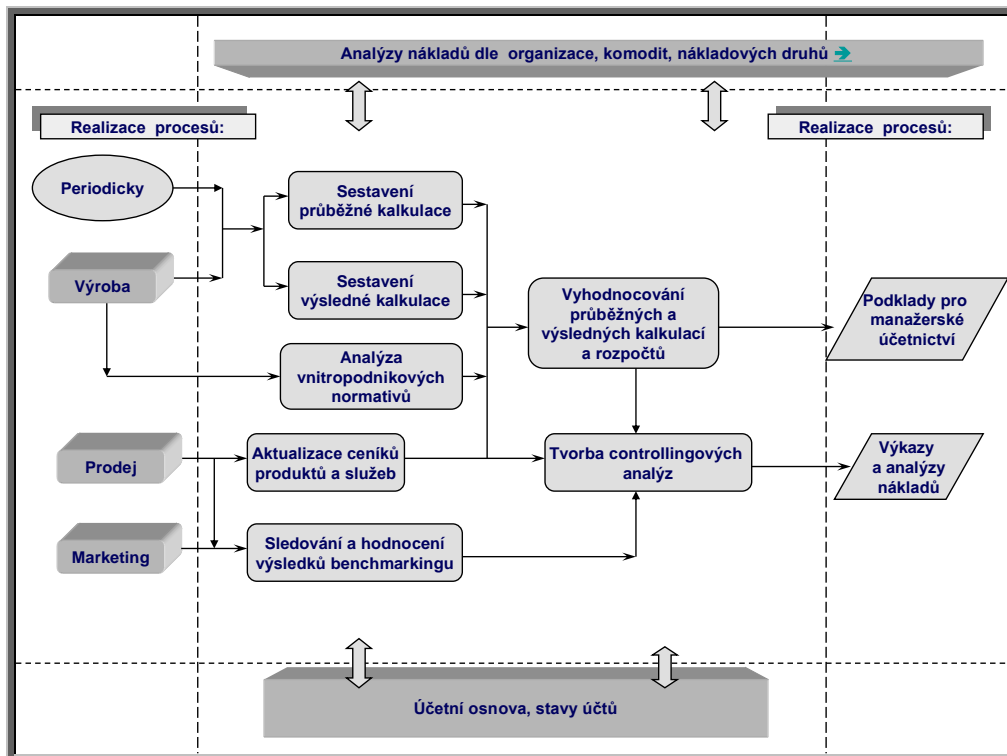 Analýzy nákladů dle organizace, komodit, nákladových druhů ➔
Realizace procesů:
Realizace procesů:
Periodicky
Sestavení
průběžné kalkulace
Výroba
Sestavení
výsledné kalkulace
Vyhodnocování
průběžných a
výsledných kalkulací
a rozpočtů
Podklady pro
manažerské
účetnictví
Analýza
vnitropodnikových
normativů
Prodej
Aktualizace ceníků
produktů a služeb
Tvorba controllingových
analýz
Výkazy
a analýzy
nákladů
Marketing
Sledování a hodnocení
výsledků benchmarkingu
Účetní osnova, stavy účtů